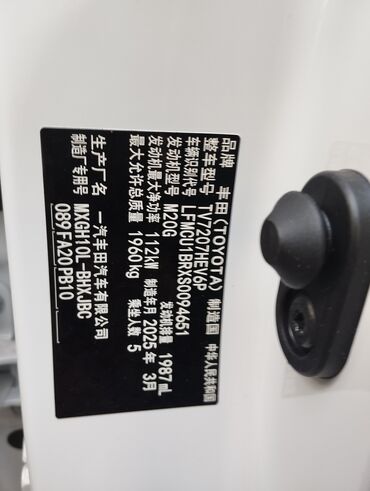 品牌 丰田(TOYOTA) 制造国 中华人民共和国
整车型号 TV7207HEV6P
车辆识别代号 LFMGU1BRXS0094651
发动机型号 M20G 发动机排量 1987mL
发动机最大净功率 112kW 制造年月 2025年 3月
最大允许总质量 1960kg 乘坐人数 5
生产厂名 一汽丰田汽车有限公司
制造厂专用号 MXGH10L-BHXJBC
089FA20PB10